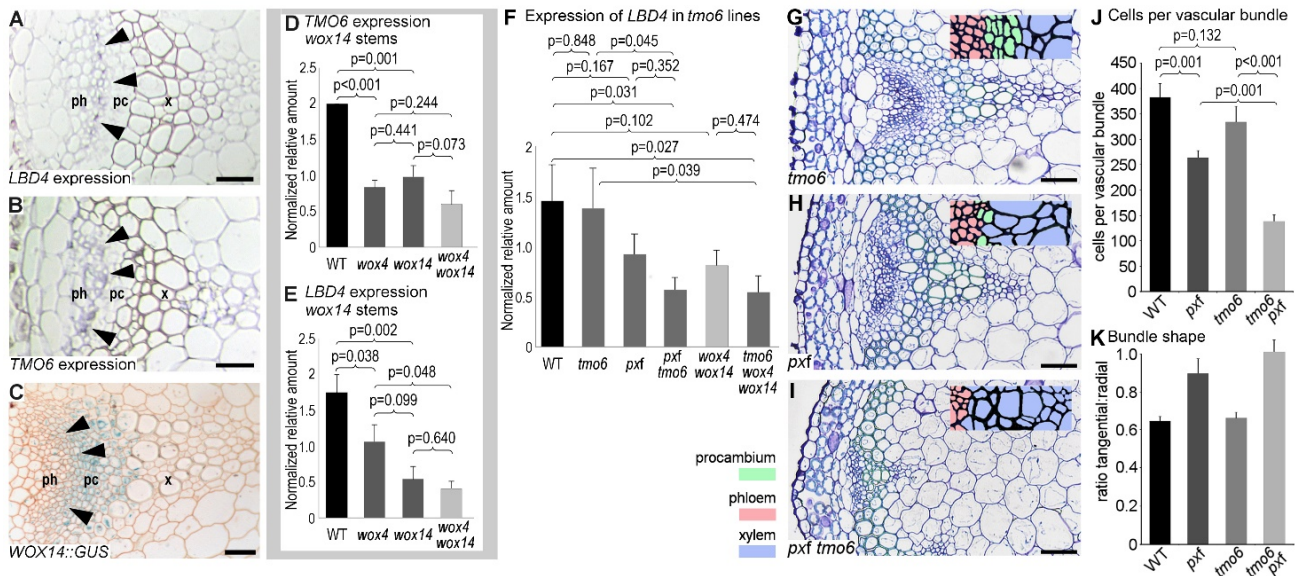 A
ph
pc
x
LBD4 expression
B
ph
pc
x
TMO6 expression
C
ph
pc
x
WOX14::GUS
D TMO6 expression
wox14 stems
p=0.001
p<0.001
p=0.244
p=0.441
p=0.073
Normalized relative amount
2
1.5
1.0
0.5
0
WT
wox4
wox14
wox4
wox14
E LBD4 expression
wox14 stems
p=0.002
p=0.038
p=0.048
p=0.099
p=0.640
Normalized relative amount
2.5
2
1.5
1.0
0.5
0
WT
wox4
wox14
wox4
wox14
F Expression of LBD4 in tmo6 lines
p=0.848
p=0.045
p=0.167
p=0.352
p=0.031
p=0.102
p=0.474
p=0.027
p=0.039
Normalized relative amount
2
1.5
1.0
0.5
0
WT
tmo6
pxf
pxf
tmo6
wox4
wox14
tmo6
wox4
wox14
procambium
phloem
xylem
G
tmo6
H
pxf
I
pxf tmo6
J Cells per vascular bundle
p=0.132
p=0.001
p<0.001
p=0.001
cells per vascular bundle
450
400
350
300
250
200
150
100
50
0
WT
pxf
tmo6
tmo6
pxf
K Bundle shape
ratio tangential:radial
1.0
0.8
0.6
0.4
0.2
0
WT
pxf
tmo6
tmo6
pxf